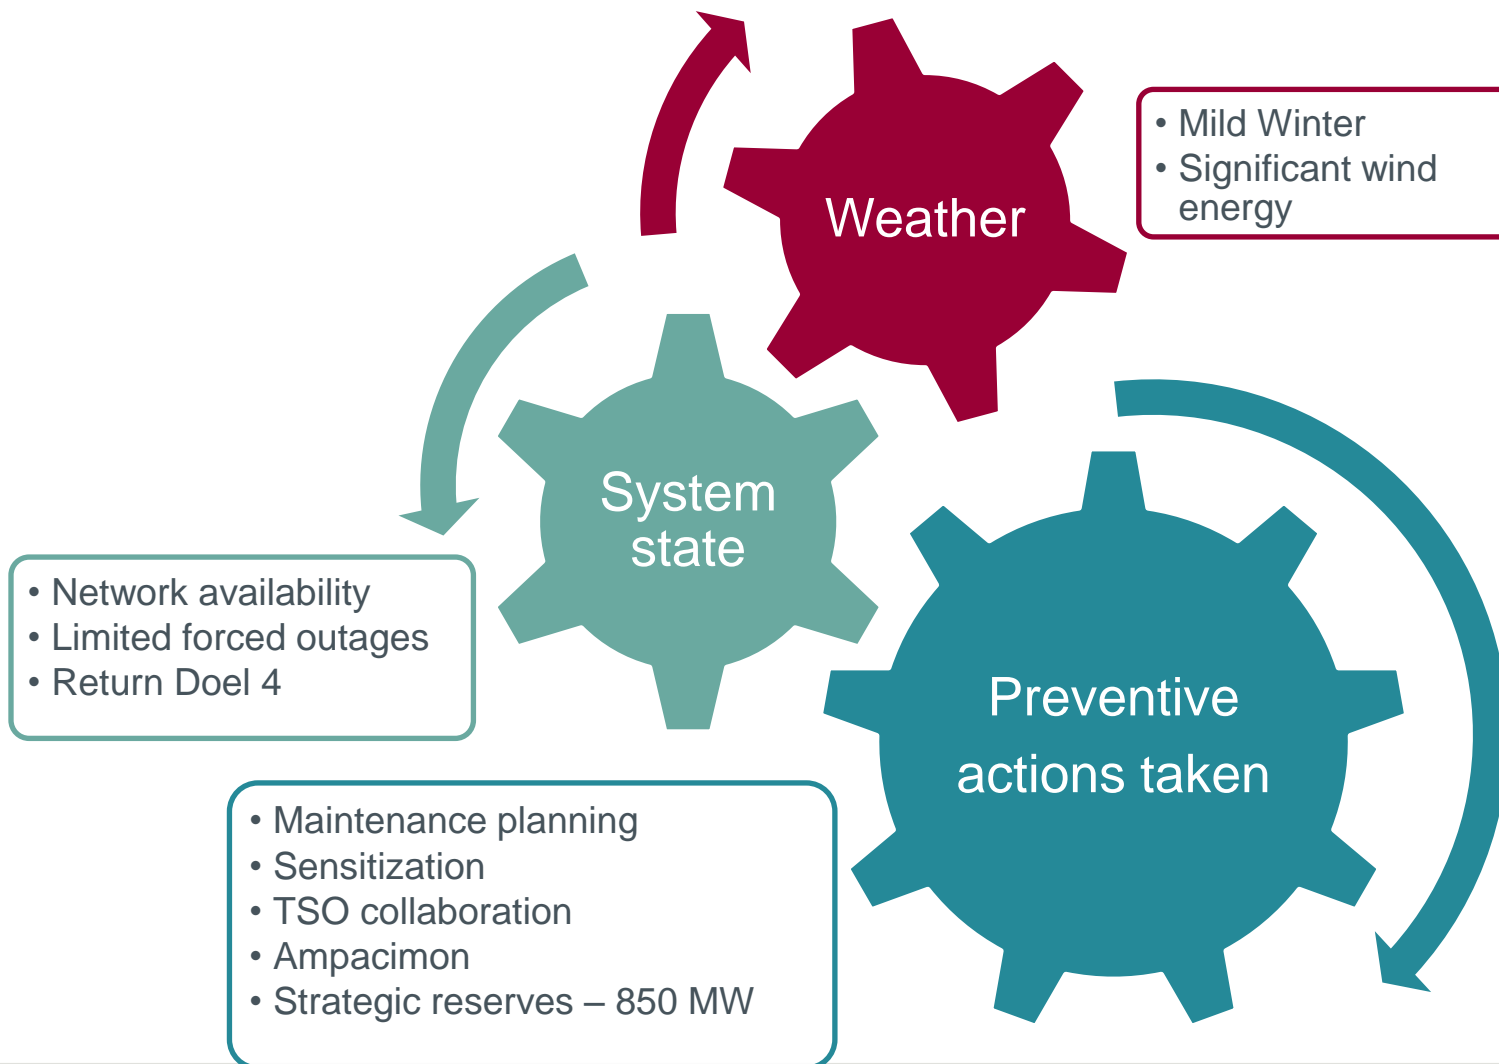 Weather
• Mild Winter
• Significant wind
energy
System
state
• Network availability
• Limited forced outages
• Return Doel 4
Preventive
actions taken
• Maintenance planning
• Sensitization
• TSO collaboration
• Ampacimon
• Strategic reserves – 850 MW